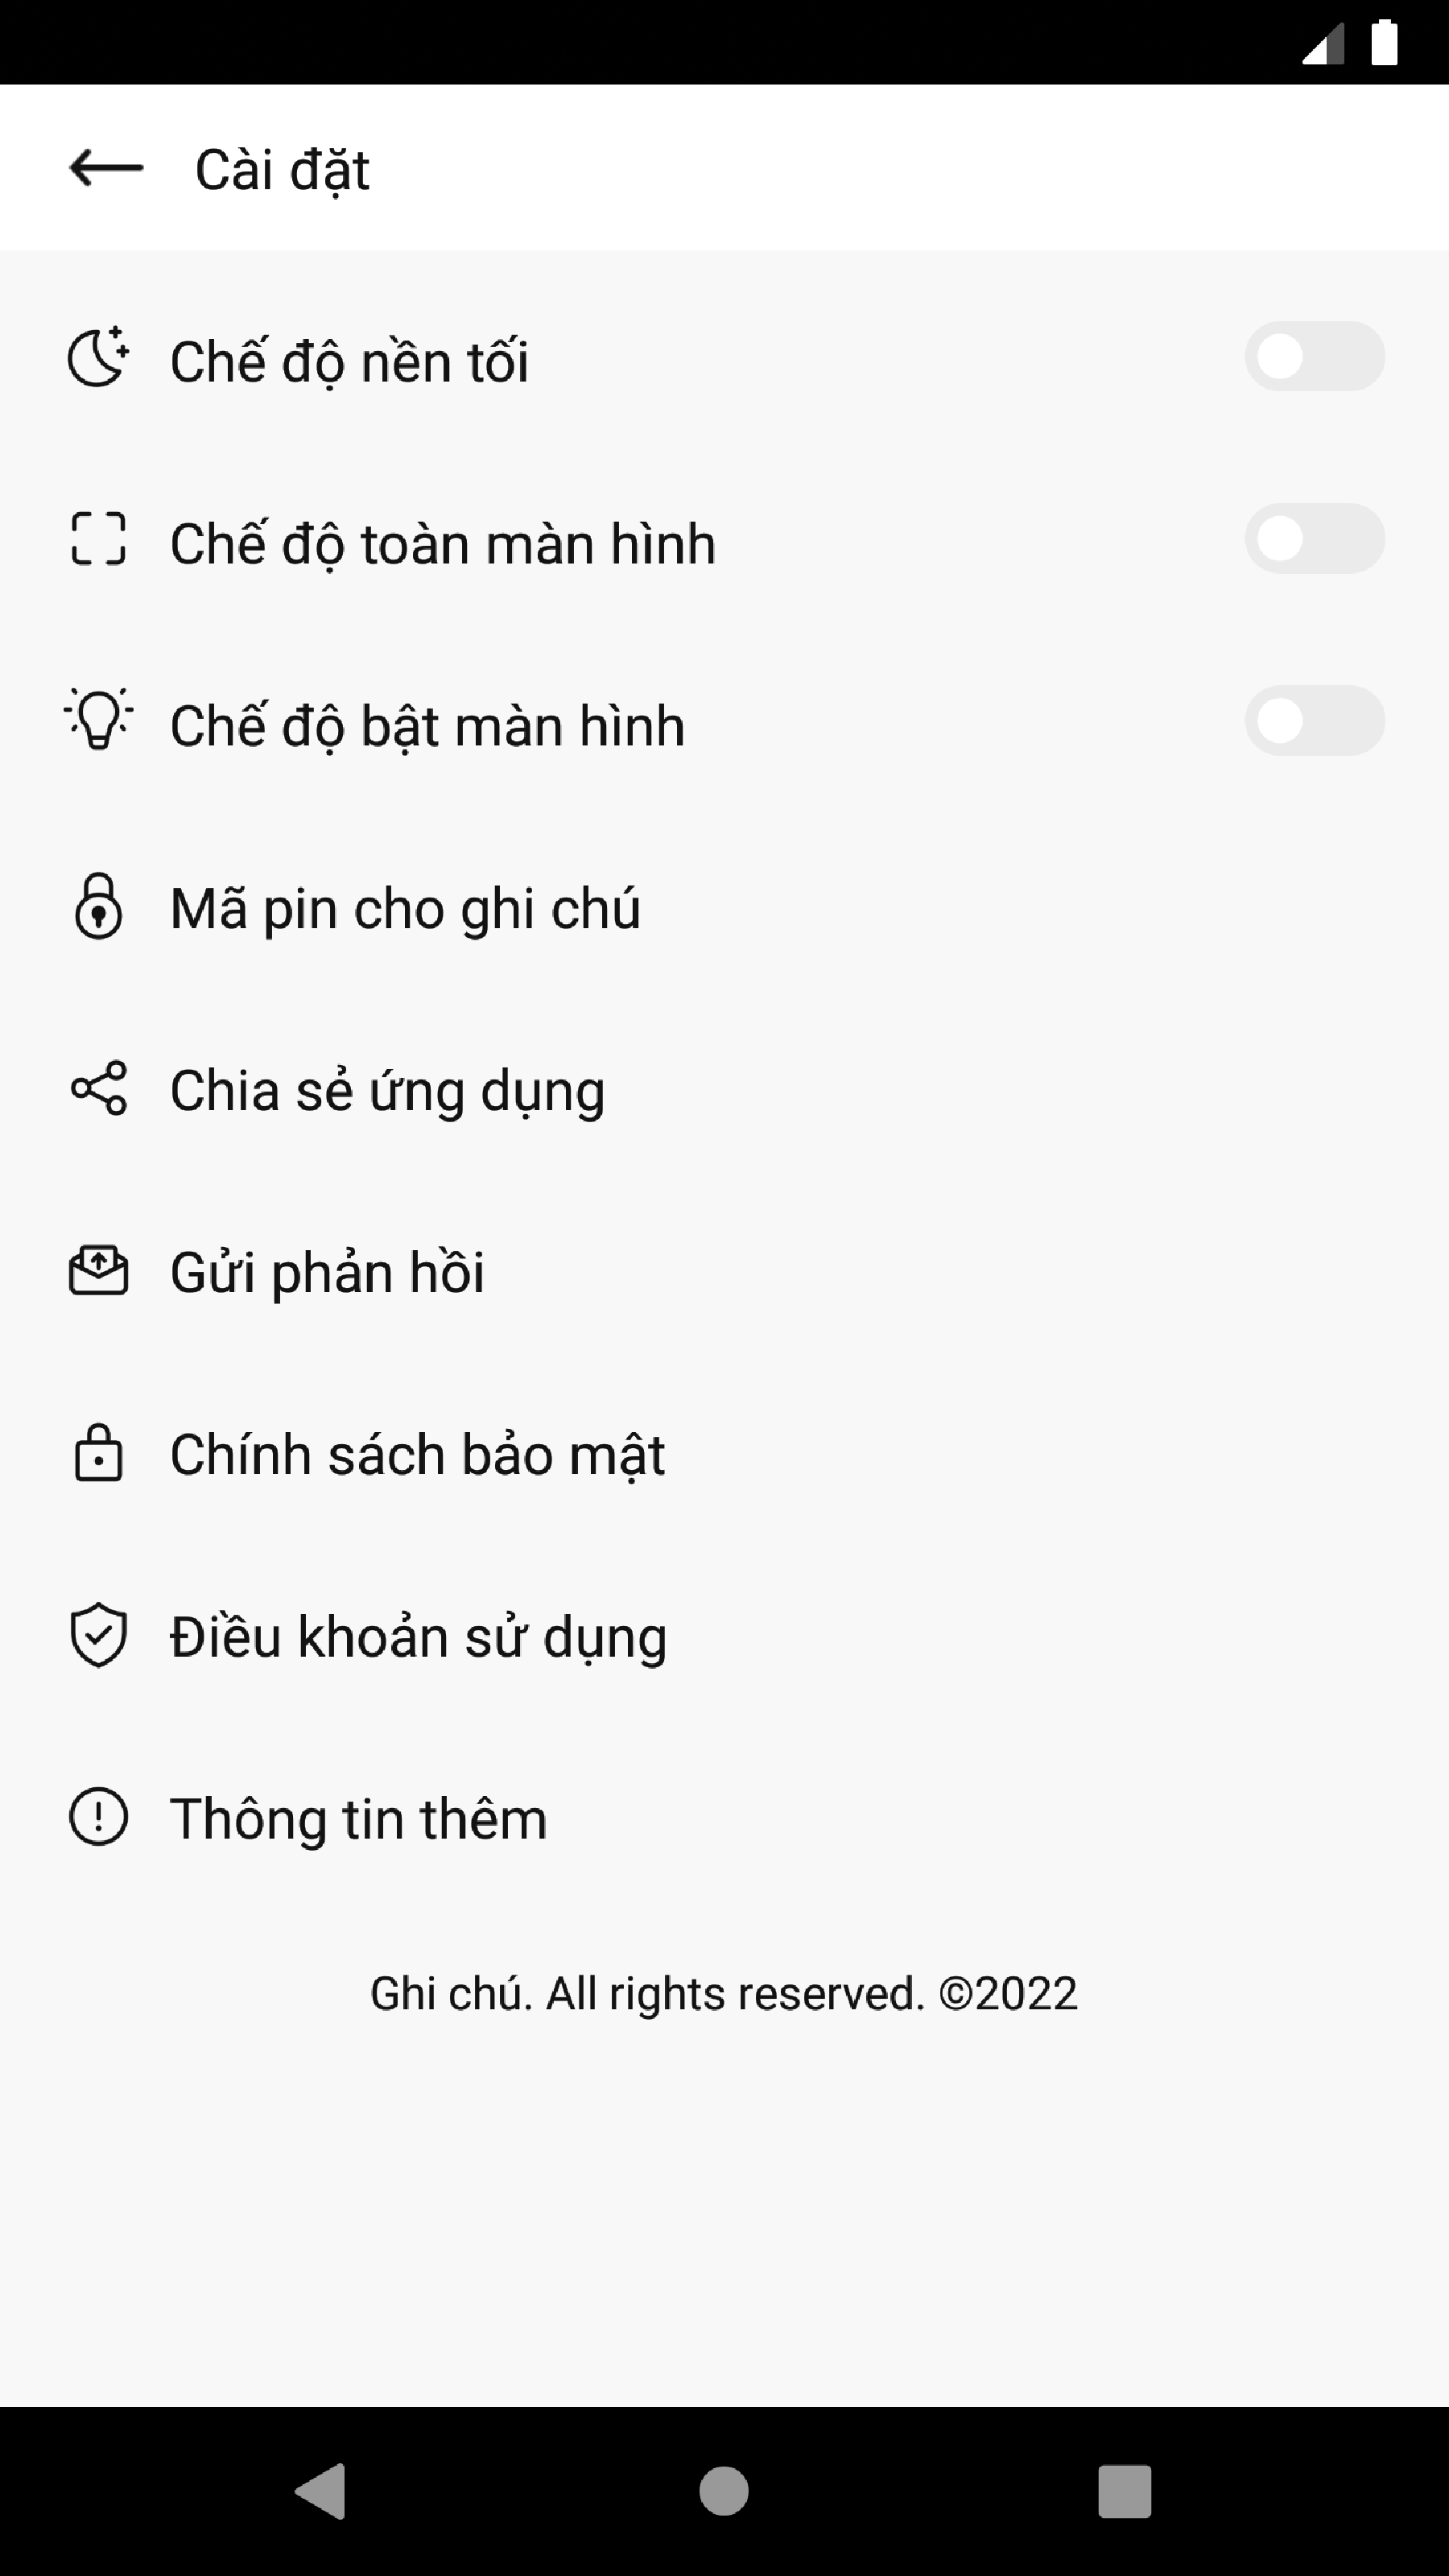 Cài đặt
Chế độ nền tối
Chế độ toàn màn hình
Chế độ bật màn hình
Mã pin cho ghi chú
Chia sẻ ứng dụng
Gửi phản hồi
Chính sách bảo mật
Điều khoản sử dụng
Thông tin thêm
Ghi chú. All rights reserved. ©2022